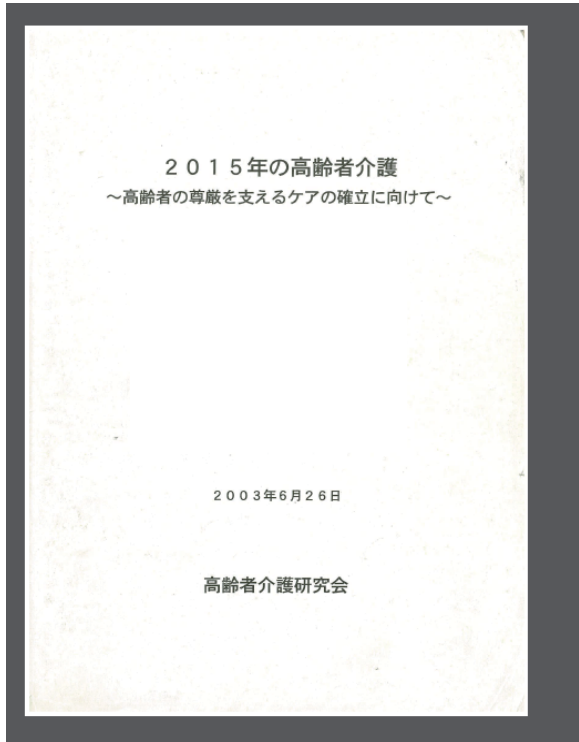 ２０１５年の高齢者介護
～高齢者の尊厳を支えるケアの確立に向けて～
２００３年６月２６日
高齢者介護研究会